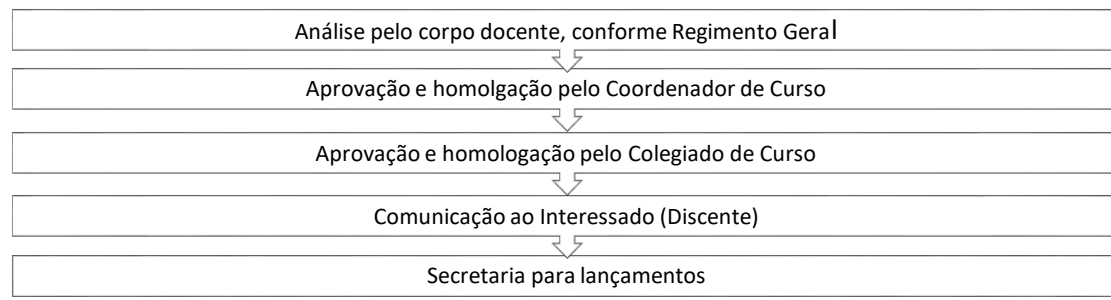 Análise pelo corpo docente, conforme Regimento Geral
Aprovação e homolgação pelo Coordenador de Curso
Aprovação e homologação pelo Colegiado de Curso
Comunicação ao Interessado (Discente)
Secretaria para lançamentos